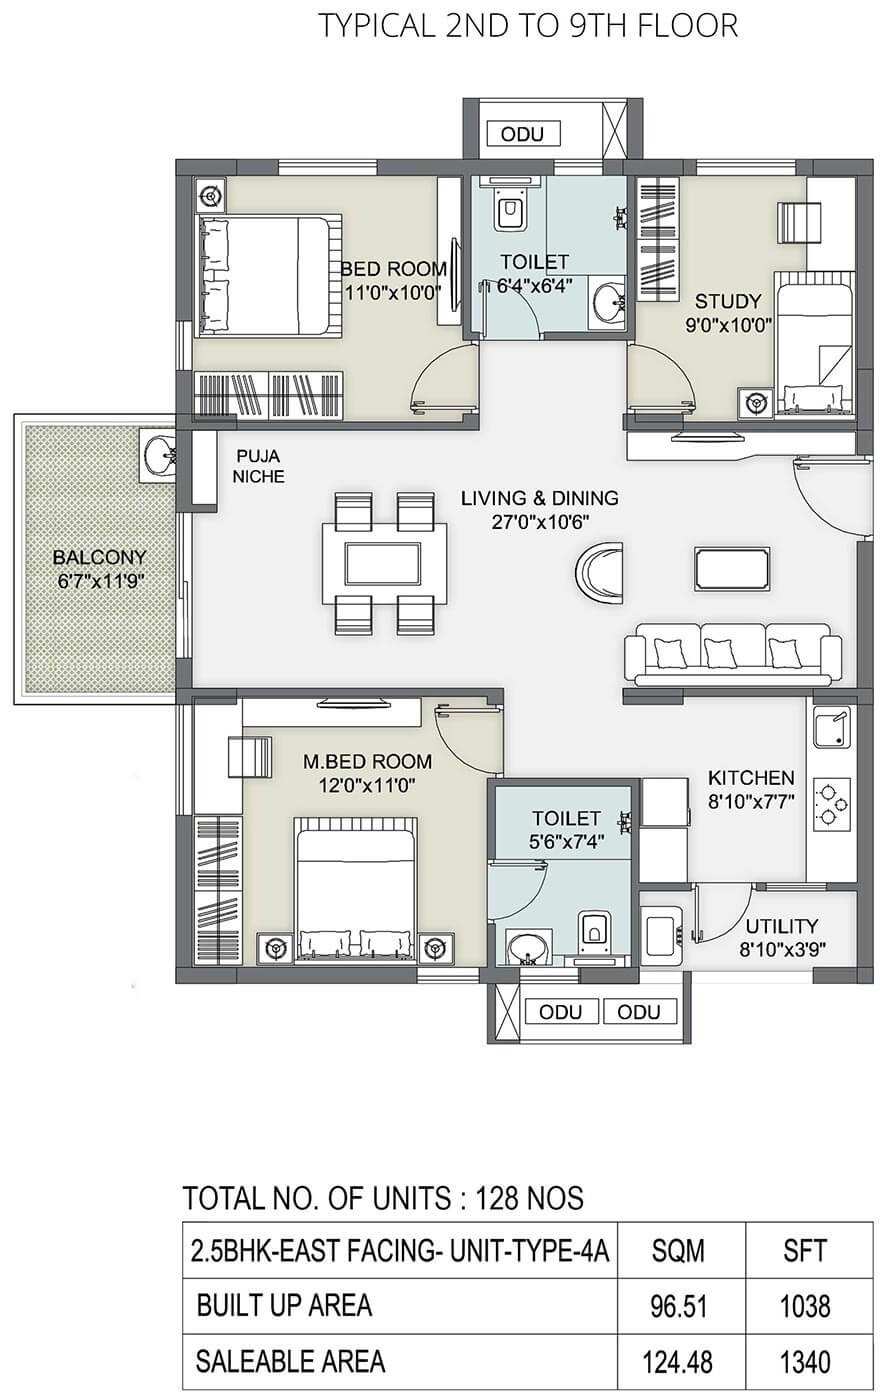 TYPICAL 2ND TO 9TH FLOOR
ODU
BED ROOM
11'0"x10'0"
TOILET
6'4"x6'4"
STUDY
9'0"x10'0"
PUJA
NICHE
LIVING & DINING
27'0"x10'6"
BALCONY
6'7"x11'9"
M.BED ROOM
12'0"x11'0"
KITCHEN
8'10"x7'7"
TOILET
5'6"x7'4"
UTILITY
8'10"x3'9"
ODU ODU
TOTAL NO. OF UNITS : 128 NOS
2.5BHK-EAST FACING- UNIT-TYPE-4A SQM SFT
BUILT UP AREA 96.51 1038
SALEABLE AREA 124.48 1340